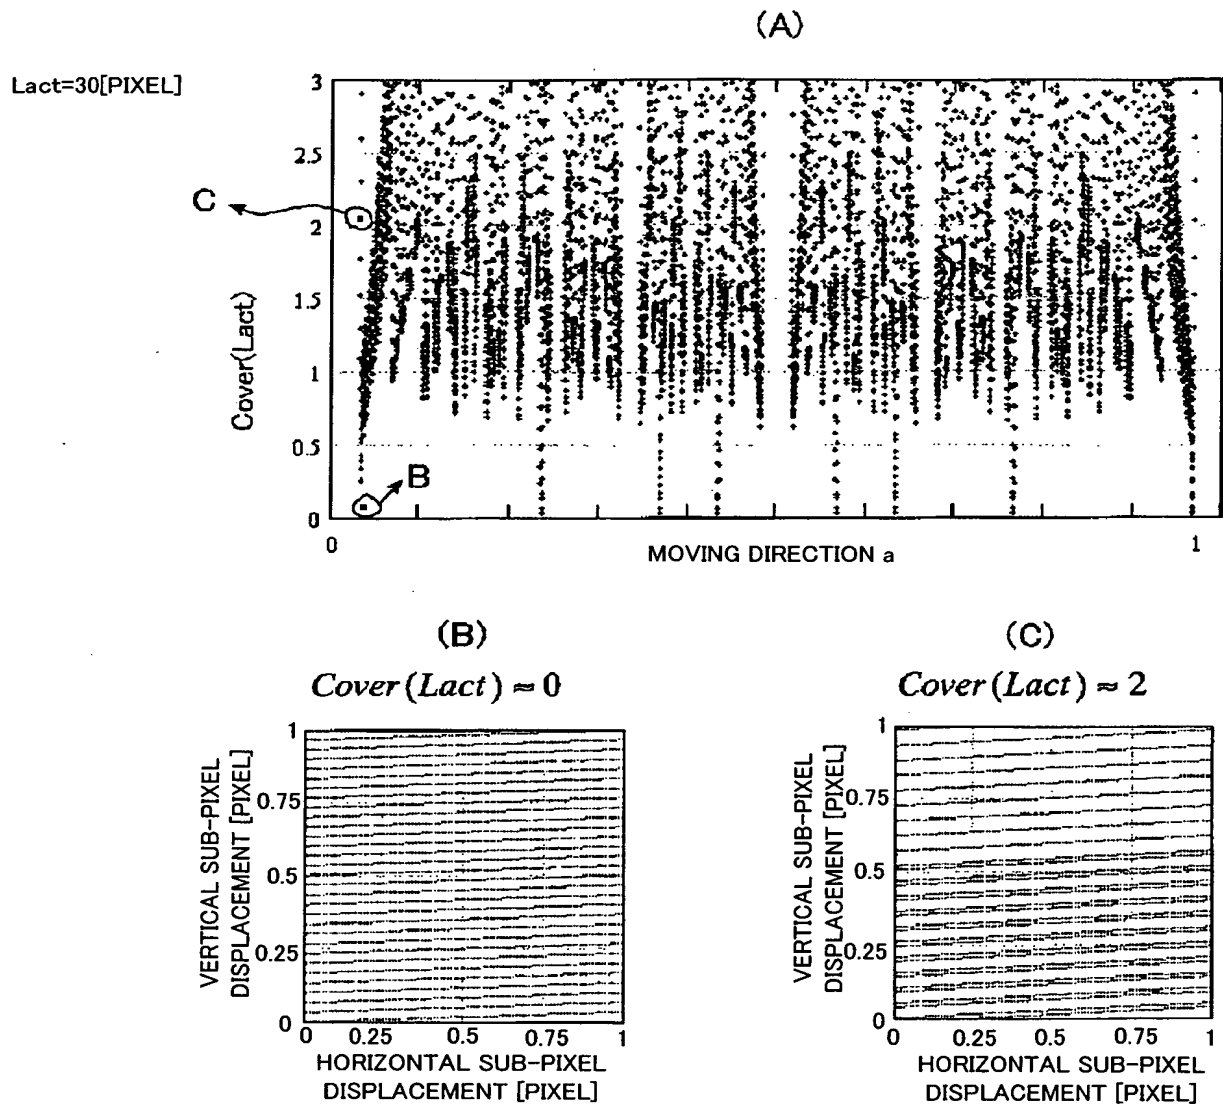 (A)
Lact=30[PIXEL]
3
2.5
2
1.5
1
0.5
0
Cover(Lact)
C
B
0
1
MOVING DIRECTION a
(B)
Cover(Lact) ≈ 0
VERTICAL SUB-PIXEL
DISPLACEMENT [PIXEL]
1
0.75
0.5
0.25
0
0 0.25 0.5 0.75 1
HORIZONTAL SUB-PIXEL
DISPLACEMENT [PIXEL]
(C)
Cover(Lact) ≈ 2
VERTICAL SUB-PIXEL
DISPLACEMENT [PIXEL]
1
0.75
0.5
0.25
0
0 0.25 0.5 0.75 1
HORIZONTAL SUB-PIXEL
DISPLACEMENT [PIXEL]